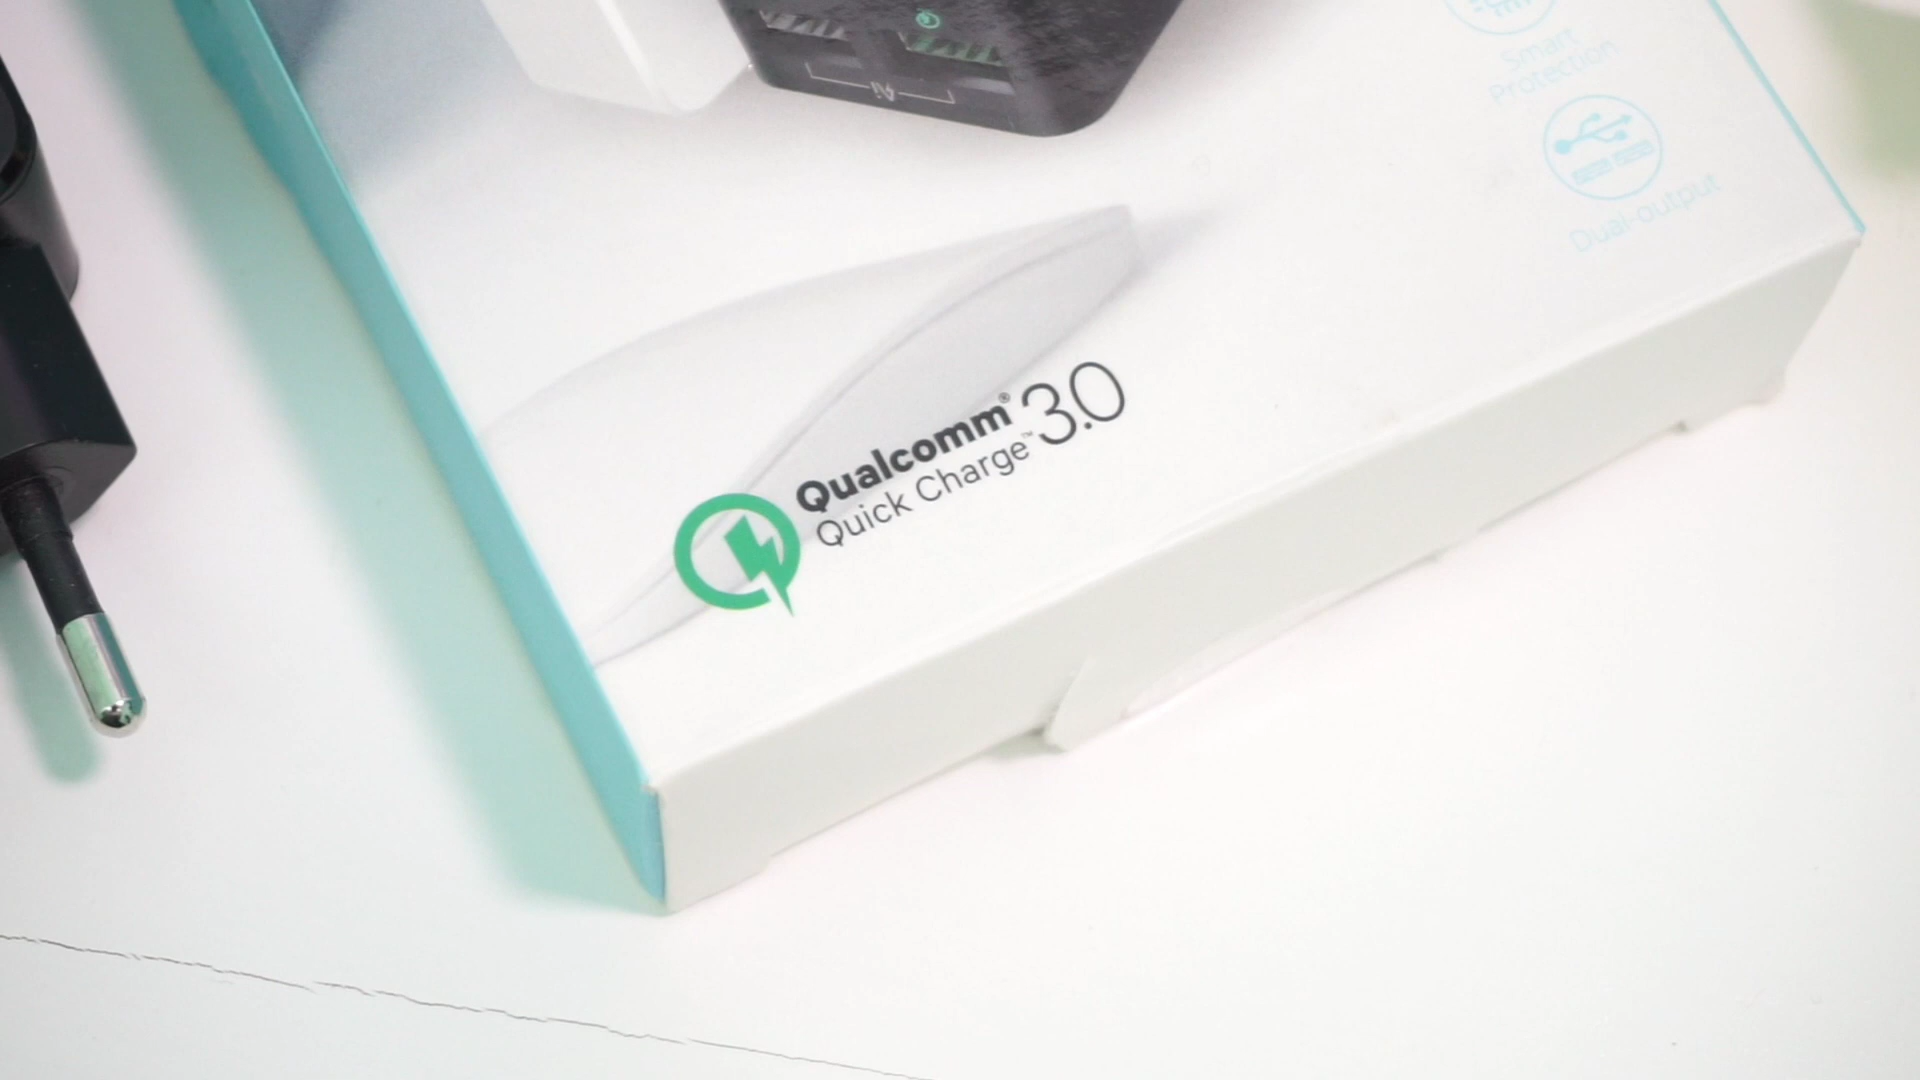 Smart
Protection
Dual-output
Qualcomm® 3.0
Quick Charge™